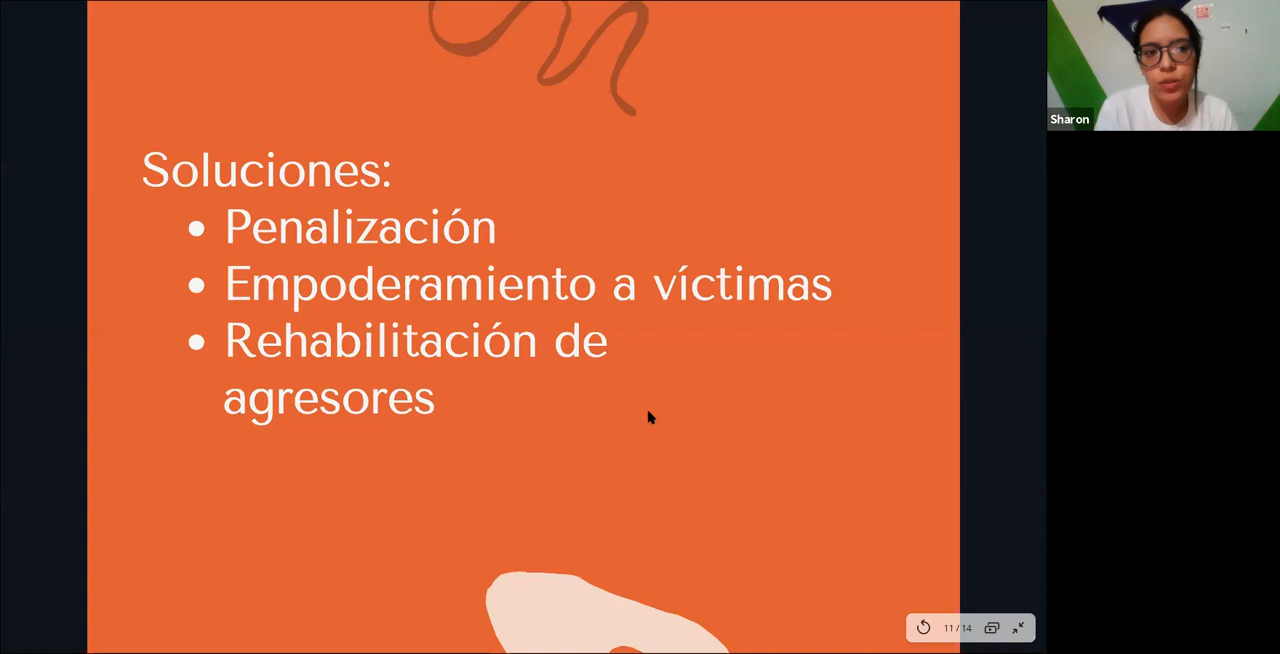 Soluciones:
• Penalización
• Empoderamiento a víctimas
• Rehabilitación de
agresores
Sharon
11 / 14